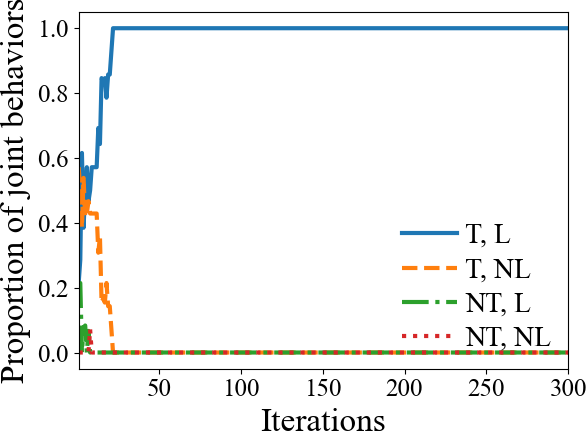 Proportion of joint behaviors
1.0
0.8
0.6
0.4
0.2
0.0
T, L
T, NL
NT, L
NT, NL
50 100 150 200 250 300
Iterations